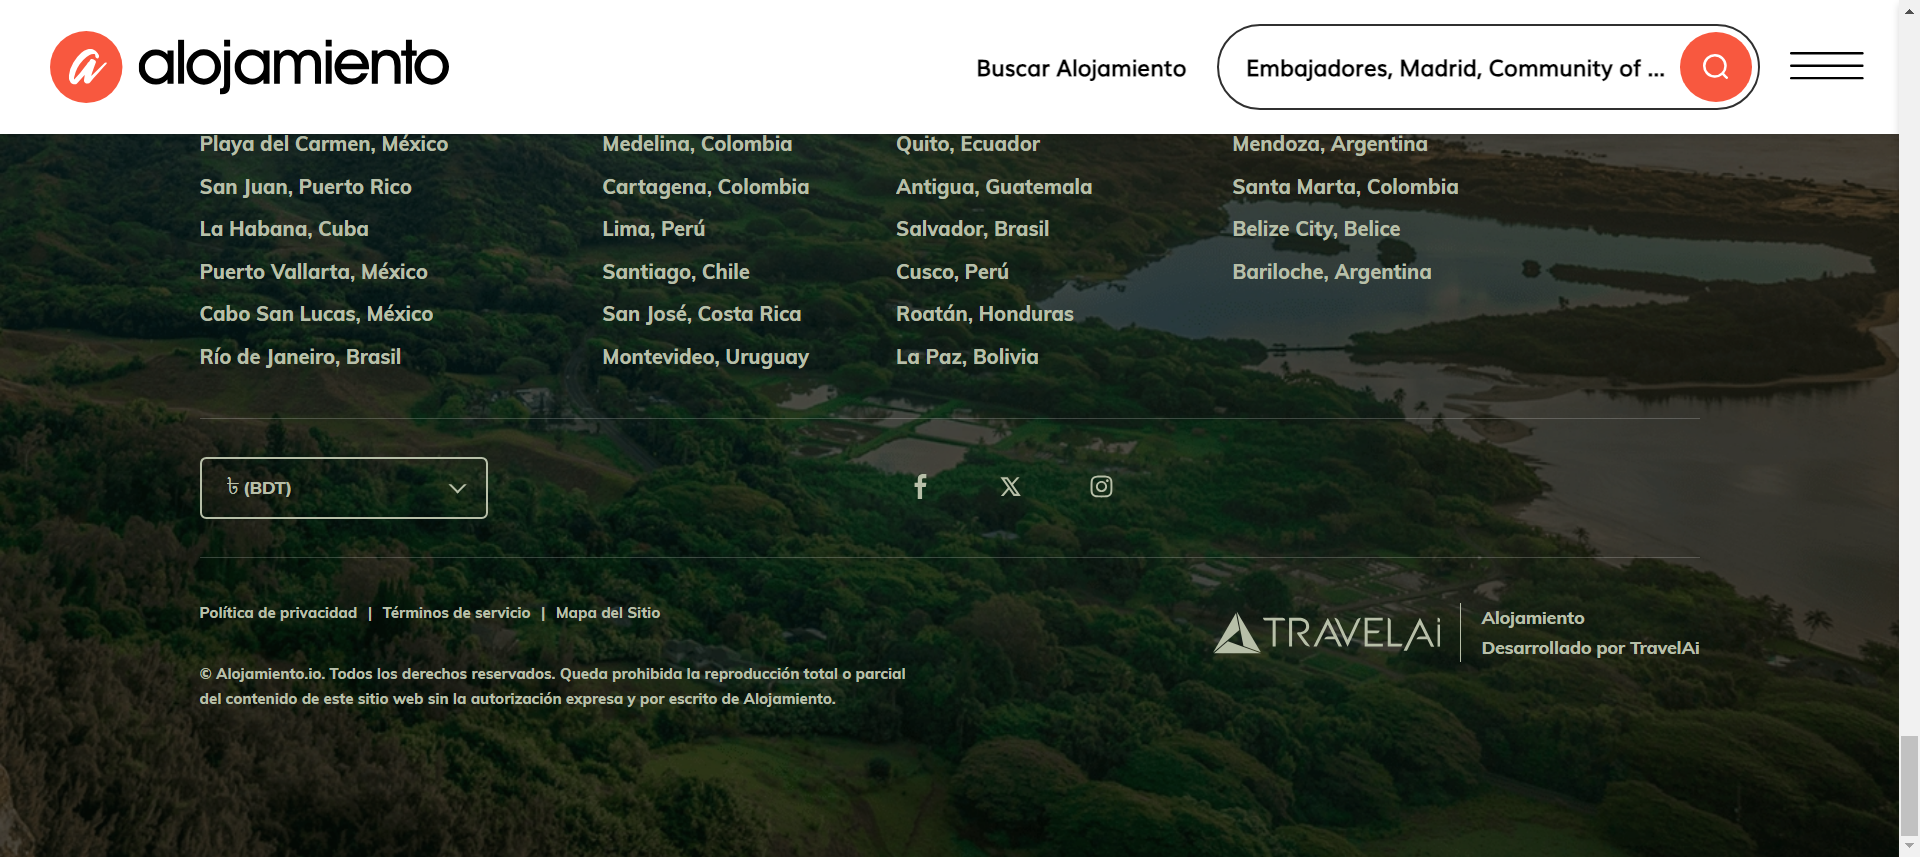 alojamiento
Buscar Alojamiento
Embajadores, Madrid, Community of ...
Playa del Carmen, México
San Juan, Puerto Rico
La Habana, Cuba
Puerto Vallarta, México
Cabo San Lucas, México
Río de Janeiro, Brasil
Medelina, Colombia
Cartagena, Colombia
Lima, Perú
Santiago, Chile
San José, Costa Rica
Montevideo, Uruguay
Quito, Ecuador
Antigua, Guatemala
Salvador, Brasil
Cusco, Perú
Roatán, Honduras
La Paz, Bolivia
Mendoza, Argentina
Santa Marta, Colombia
Belize City, Belice
Bariloche, Argentina
৳ (BDT)
Política de privacidad | Términos de servicio | Mapa del Sitio
© Alojamiento.io. Todos los derechos reservados. Queda prohibida la reproducción total o parcial
del contenido de este sitio web sin la autorización expresa y por escrito de Alojamiento.
TRAVELAi
Alojamiento
Desarrollado por TravelAi